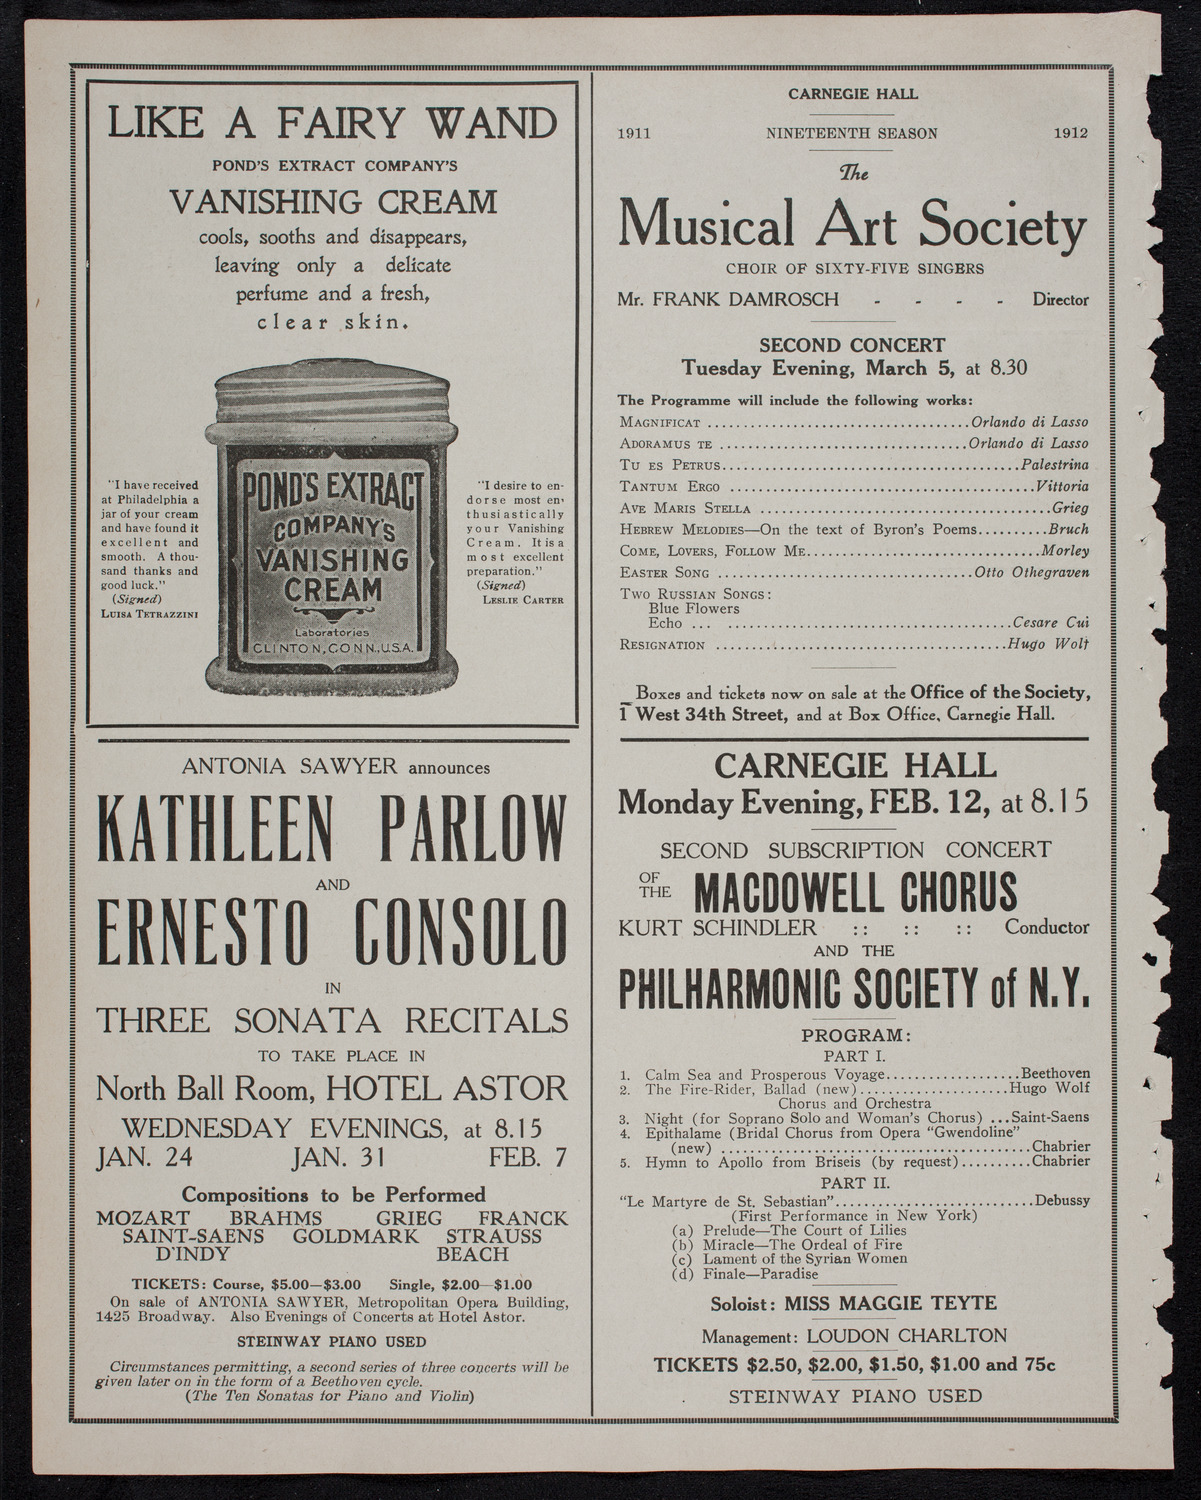 LIKE A FAIRY WAND
POND'S EXTRACT COMPANY'S
VANISHING CREAM
cools, sooths and disappears,
leaving only a delicate
perfume and a fresh,
clear skin.
"I have received
at Philadelphia a
jar of your cream
and have found it
excellent and
smooth. A thou-
sand thanks and
good luck."
(Signed)
LUISA TETRAZZINI
POND'S EXTRACT
COMPANY'S
VANISHING
CREAM
Laboratories
CLINTON, CONN., U.S.A.
"I desire to en-
dorse most en-
thusiastically
your Vanishing
Cream. It is a
most excellent
preparation."
(Signed)
LESLIE CARTER
ANTONIA SAWYER announces
KATHLEEN PARLOW
AND
ERNESTO CONSOLO
IN
THREE SONATA RECITALS
TO TAKE PLACE IN
North Ball Room, HOTEL ASTOR
WEDNESDAY EVENINGS, at 8.15
JAN. 24 JAN. 31 FEB. 7
Compositions to be Performed
MOZART BRAHMS GRIEG FRANCK
SAINT-SAENS GOLDMARK STRAUSS
D'INDY BEACH
TICKETS: Course, $5.00—$3.00 Single, $2.00—$1.00
On sale of ANTONIA SAWYER, Metropolitan Opera Building,
1425 Broadway. Also Evenings of Concerts at Hotel Astor.
STEINWAY PIANO USED
Circumstances permitting, a second series of three concerts will be
given later on in the form of a Beethoven cycle.
(The Ten Sonatas for Piano and Violin)
CARNEGIE HALL
1911 NINETEENTH SEASON 1912
The
Musical Art Society
CHOIR OF SIXTY-FIVE SINGERS
Mr. FRANK DAMROSCH - - - - Director
SECOND CONCERT
Tuesday Evening, March 5, at 8.30
The Programme will include the following works:
MAGNIFICAT ..............................Orlando di Lasso
ADORAMUS TE ..............................Orlando di Lasso
TU ES PETRUS..............................Palestrina
TANTUM ERGO ..............................Vittoria
AVE MARIS STELLA ..............................Grieg
HEBREW MELODIES—On the text of Byron's Poems..........Bruch
COME, LOVERS, FOLLOW ME..............................Morley
EASTER SONG ..............................Otto Othegraven
TWO RUSSIAN SONGS:
Blue Flowers
Echo ... ..............................Cesare Cui
RESIGNATION ..............................Hugo Wolf
Boxes and tickets now on sale at the Office of the Society,
1 West 34th Street, and at Box Office, Carnegie Hall.
CARNEGIE HALL
Monday Evening, FEB. 12, at 8.15
SECOND SUBSCRIPTION CONCERT
OF THE MACDOWELL CHORUS
KURT SCHINDLER :: :: :: Conductor
AND THE
PHILHARMONIC SOCIETY of N.Y.
PROGRAM:
PART I.
1. Calm Sea and Prosperous Voyage...................Beethoven
2. The Fire-Rider, Ballad (new).....................Hugo Wolf
Chorus and Orchestra
3. Night (for Soprano Solo and Woman's Chorus) ...Saint-Saens
4. Epithalame (Bridal Chorus from Opera "Gwendoline"
(new) ..............................Chabrier
5. Hymn to Apollo from Briseis (by request)..........Chabrier
PART II.
"Le Martyre de St. Sebastian"............................Debussy
(First Performance in New York)
(a) Prelude—The Court of Lilies
(b) Miracle—The Ordeal of Fire
(c) Lament of the Syrian Women
(d) Finale—Paradise
Soloist: MISS MAGGIE TEYTE
Management: LOUDON CHARLTON
TICKETS $2.50, $2.00, $1.50, $1.00 and 75c
STEINWAY PIANO USED